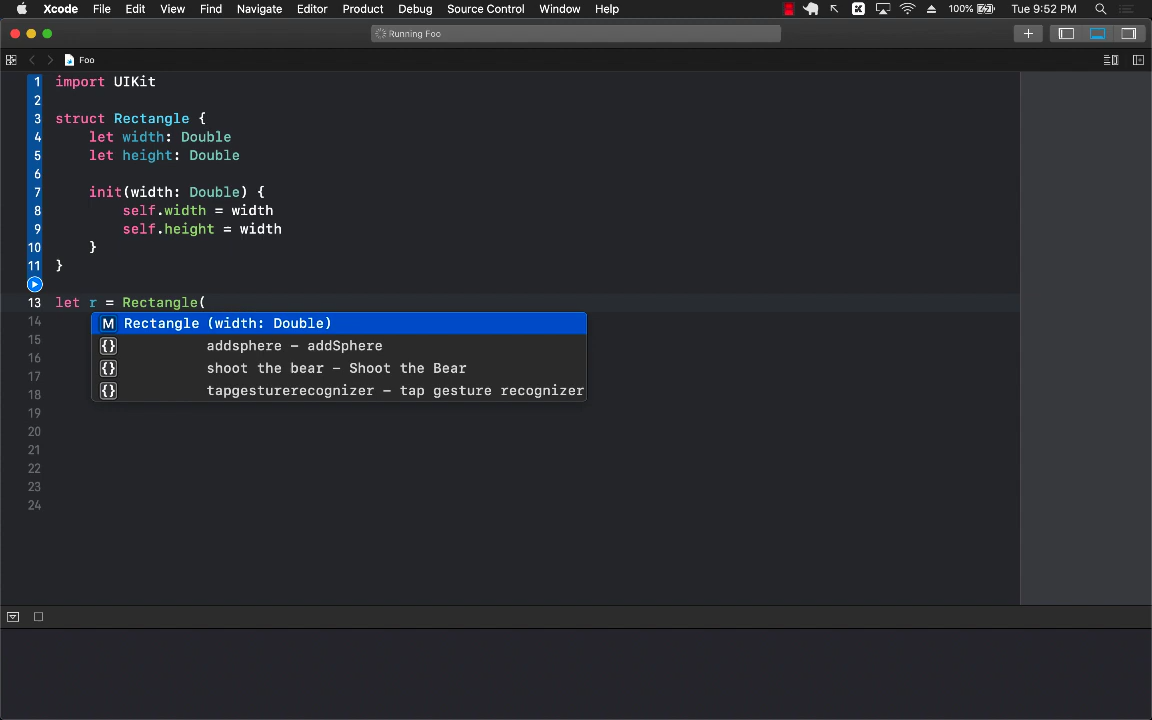 Xcode File Edit View Find Navigate Editor Product Debug Source Control Window Help 100% Tue 9:52 PM
Running Foo
Foo
1 import UIKit
2
3 struct Rectangle {
4 let width: Double
5 let height: Double
6
7 init(width: Double) {
8 self.width = width
9 self.height = width
10 }
11 }
13 let r = Rectangle(
14 M Rectangle (width: Double)
15 {} addsphere – addSphere
16 {} shoot the bear – Shoot the Bear
17 {} tapgesturerecognizer – tap gesture recognizer
18
19
20
21
22
23
24